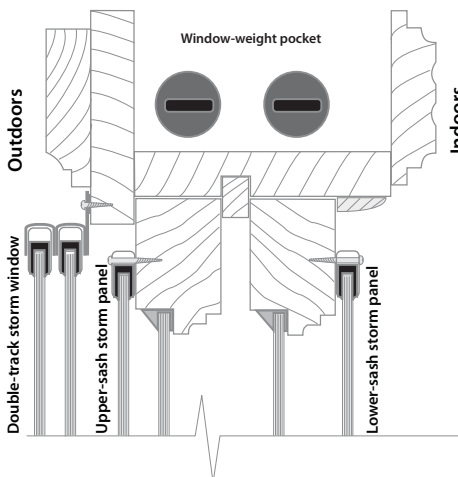 Window-weight pocket
Outdoors
Indoors
Double-track storm window
Upper-sash storm panel
Lower-sash storm panel